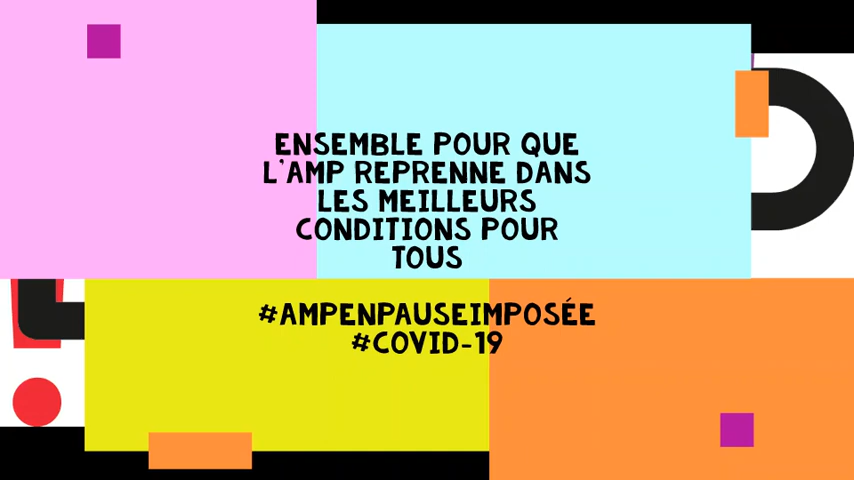 ENSEMBLE POUR QUE
L'AMP REPRENNE DANS
LES MEILLEURS
CONDITIONS POUR
TOUS
#AMPENPAUSEIMPOSÉE
#COVID-19